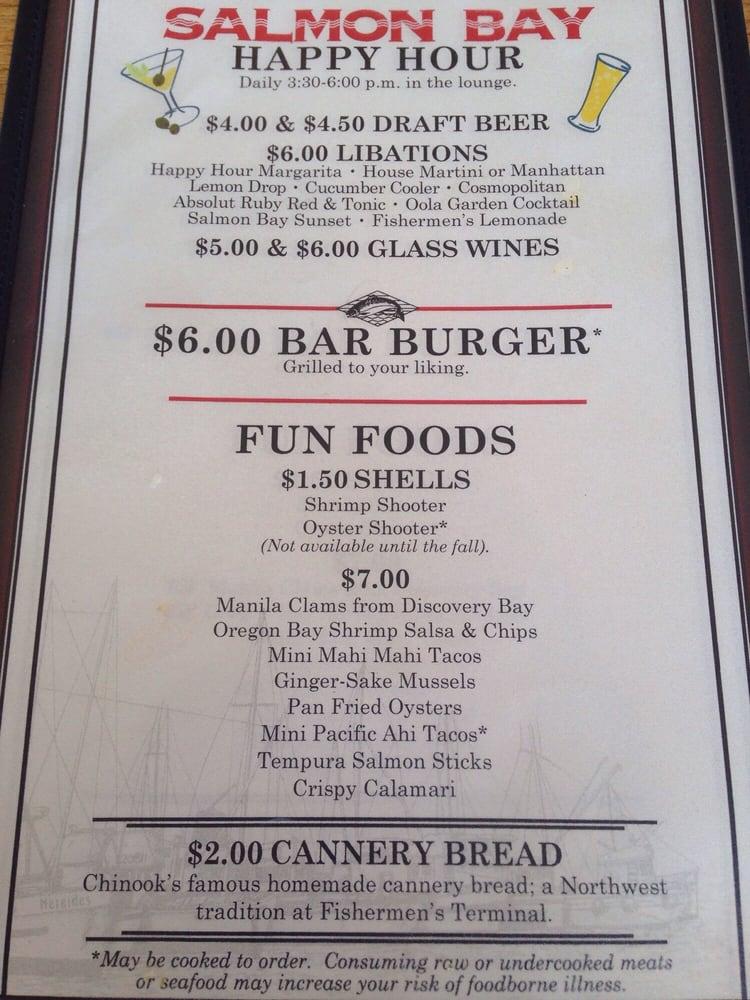 SALMON BAY
HAPPY HOUR
Daily 3:30-6:00 p.m. in the lounge.
$4.00 & $4.50 DRAFT BEER
$6.00 LIBATIONS
Happy Hour Margarita • House Martini or Manhattan
Lemon Drop • Cucumber Cooler • Cosmopolitan
Absolut Ruby Red & Tonic • Oola Garden Cocktail
Salmon Bay Sunset • Fishermen's Lemonade
$5.00 & $6.00 GLASS WINES
$6.00 BAR BURGER*
Grilled to your liking.
FUN FOODS
$1.50 SHELLS
Shrimp Shooter
Oyster Shooter*
(Not available until the fall).
$7.00
Manila Clams from Discovery Bay
Oregon Bay Shrimp Salsa & Chips
Mini Mahi Mahi Tacos
Ginger-Sake Mussels
Pan Fried Oysters
Mini Pacific Ahi Tacos*
Tempura Salmon Sticks
Crispy Calamari
$2.00 CANNERY BREAD
Chinook's famous homemade cannery bread; a Northwest
tradition at Fishermen's Terminal.
*May be cooked to order. Consuming raw or undercooked meats
or seafood may increase your risk of foodborne illness.